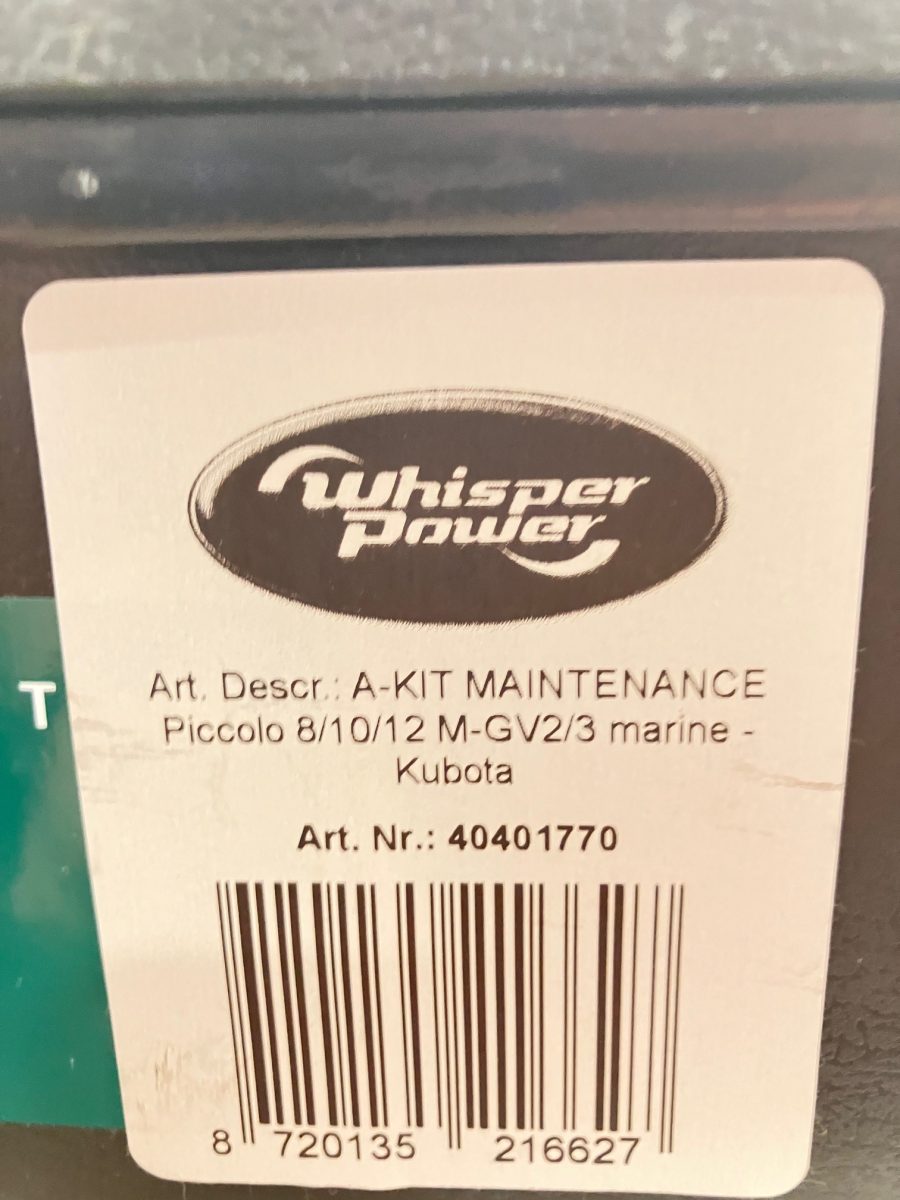 Whisper
Power
T
Art. Descr.: A-KIT MAINTENANCE
Piccolo 8/10/12 M-GV2/3 marine -
Kubota
Art. Nr.: 40401770
8 720135 216627